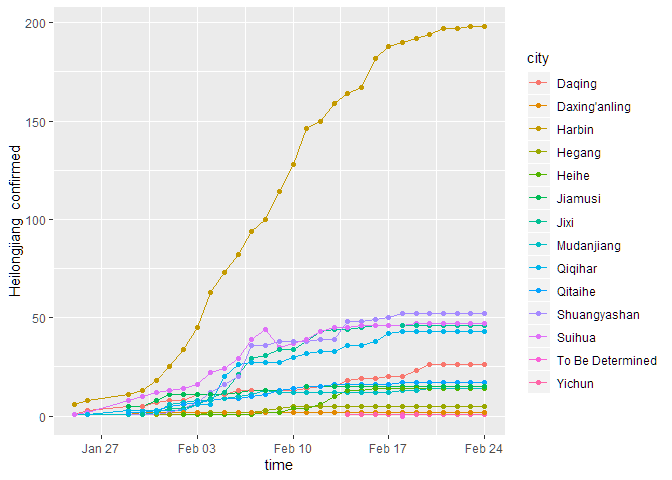 200
150
100
50
0
Heilongjiang confirmed
Jan 27
Feb 03
Feb 10
Feb 17
Feb 24
time
city
Daqing
Daxing'anling
Harbin
Hegang
Heihe
Jiamusi
Jixi
Mudanjiang
Qiqihar
Qitaihe
Shuangyashan
Suihua
To Be Determined
Yichun